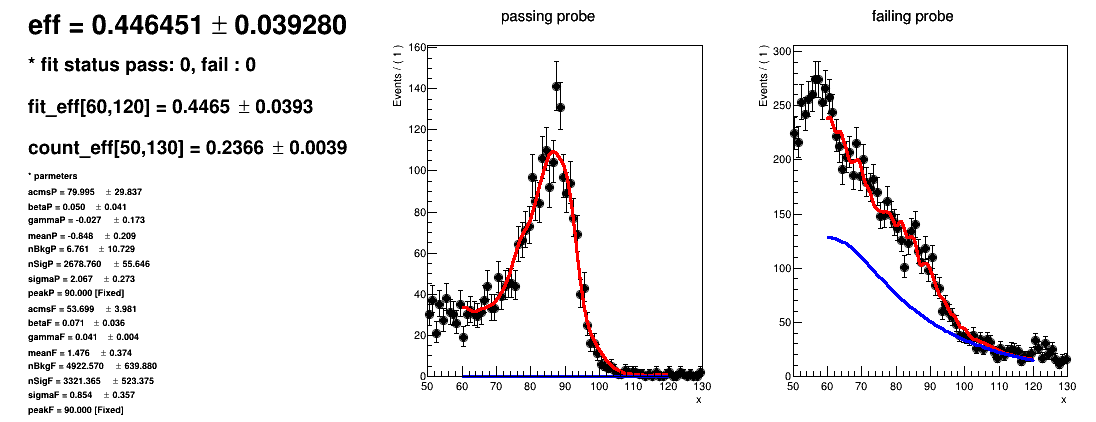 eff = 0.446451 ± 0.039280
* fit status pass: 0, fail : 0
fit_eff[60,120] = 0.4465 ± 0.0393
count_eff[50,130] = 0.2366 ± 0.0039
* parmeters
acmsP = 79.995 ± 29.837
betaP = 0.050 ± 0.041
gammaP = -0.027 ± 0.173
meanP = -0.848 ± 0.209
nBkgP = 6.761 ± 10.729
nSigP = 2678.760 ± 55.646
sigmaP = 2.067 ± 0.273
peakP = 90.000 [Fixed]
acmsF = 53.699 ± 3.981
betaF = 0.071 ± 0.036
gammaF = 0.041 ± 0.004
meanF = 1.476 ± 0.374
nBkgF = 4922.570 ± 639.880
nSigF = 3321.365 ± 523.375
sigmaF = 0.854 ± 0.357
peakF = 90.000 [Fixed]
passing probe
Events / ( 1 )
160
140
120
100
80
60
40
20
0
50 60 70 80 90 100 110 120 130
x
failing probe
Events / ( 1 )
300
250
200
150
100
50
0
50 60 70 80 90 100 110 120 130
x